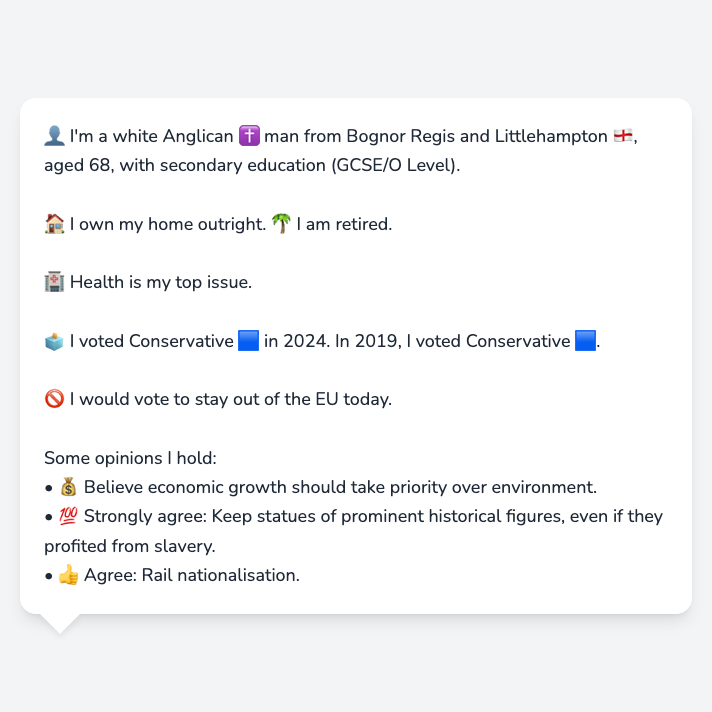 👤 I'm a white Anglican ✝️ man from Bognor Regis and Littlehampton 🏴󠁧󠁢󠁥󠁮󠁧󠁿,
aged 68, with secondary education (GCSE/O Level).
🏠 I own my home outright. 🌴 I am retired.
🏥 Health is my top issue.
🗳️ I voted Conservative 🟦 in 2024. In 2019, I voted Conservative 🟦.
🚫 I would vote to stay out of the EU today.
Some opinions I hold:
• 💰 Believe economic growth should take priority over environment.
• 💯 Strongly agree: Keep statues of prominent historical figures, even if they
profited from slavery.
• 👍 Agree: Rail nationalisation.